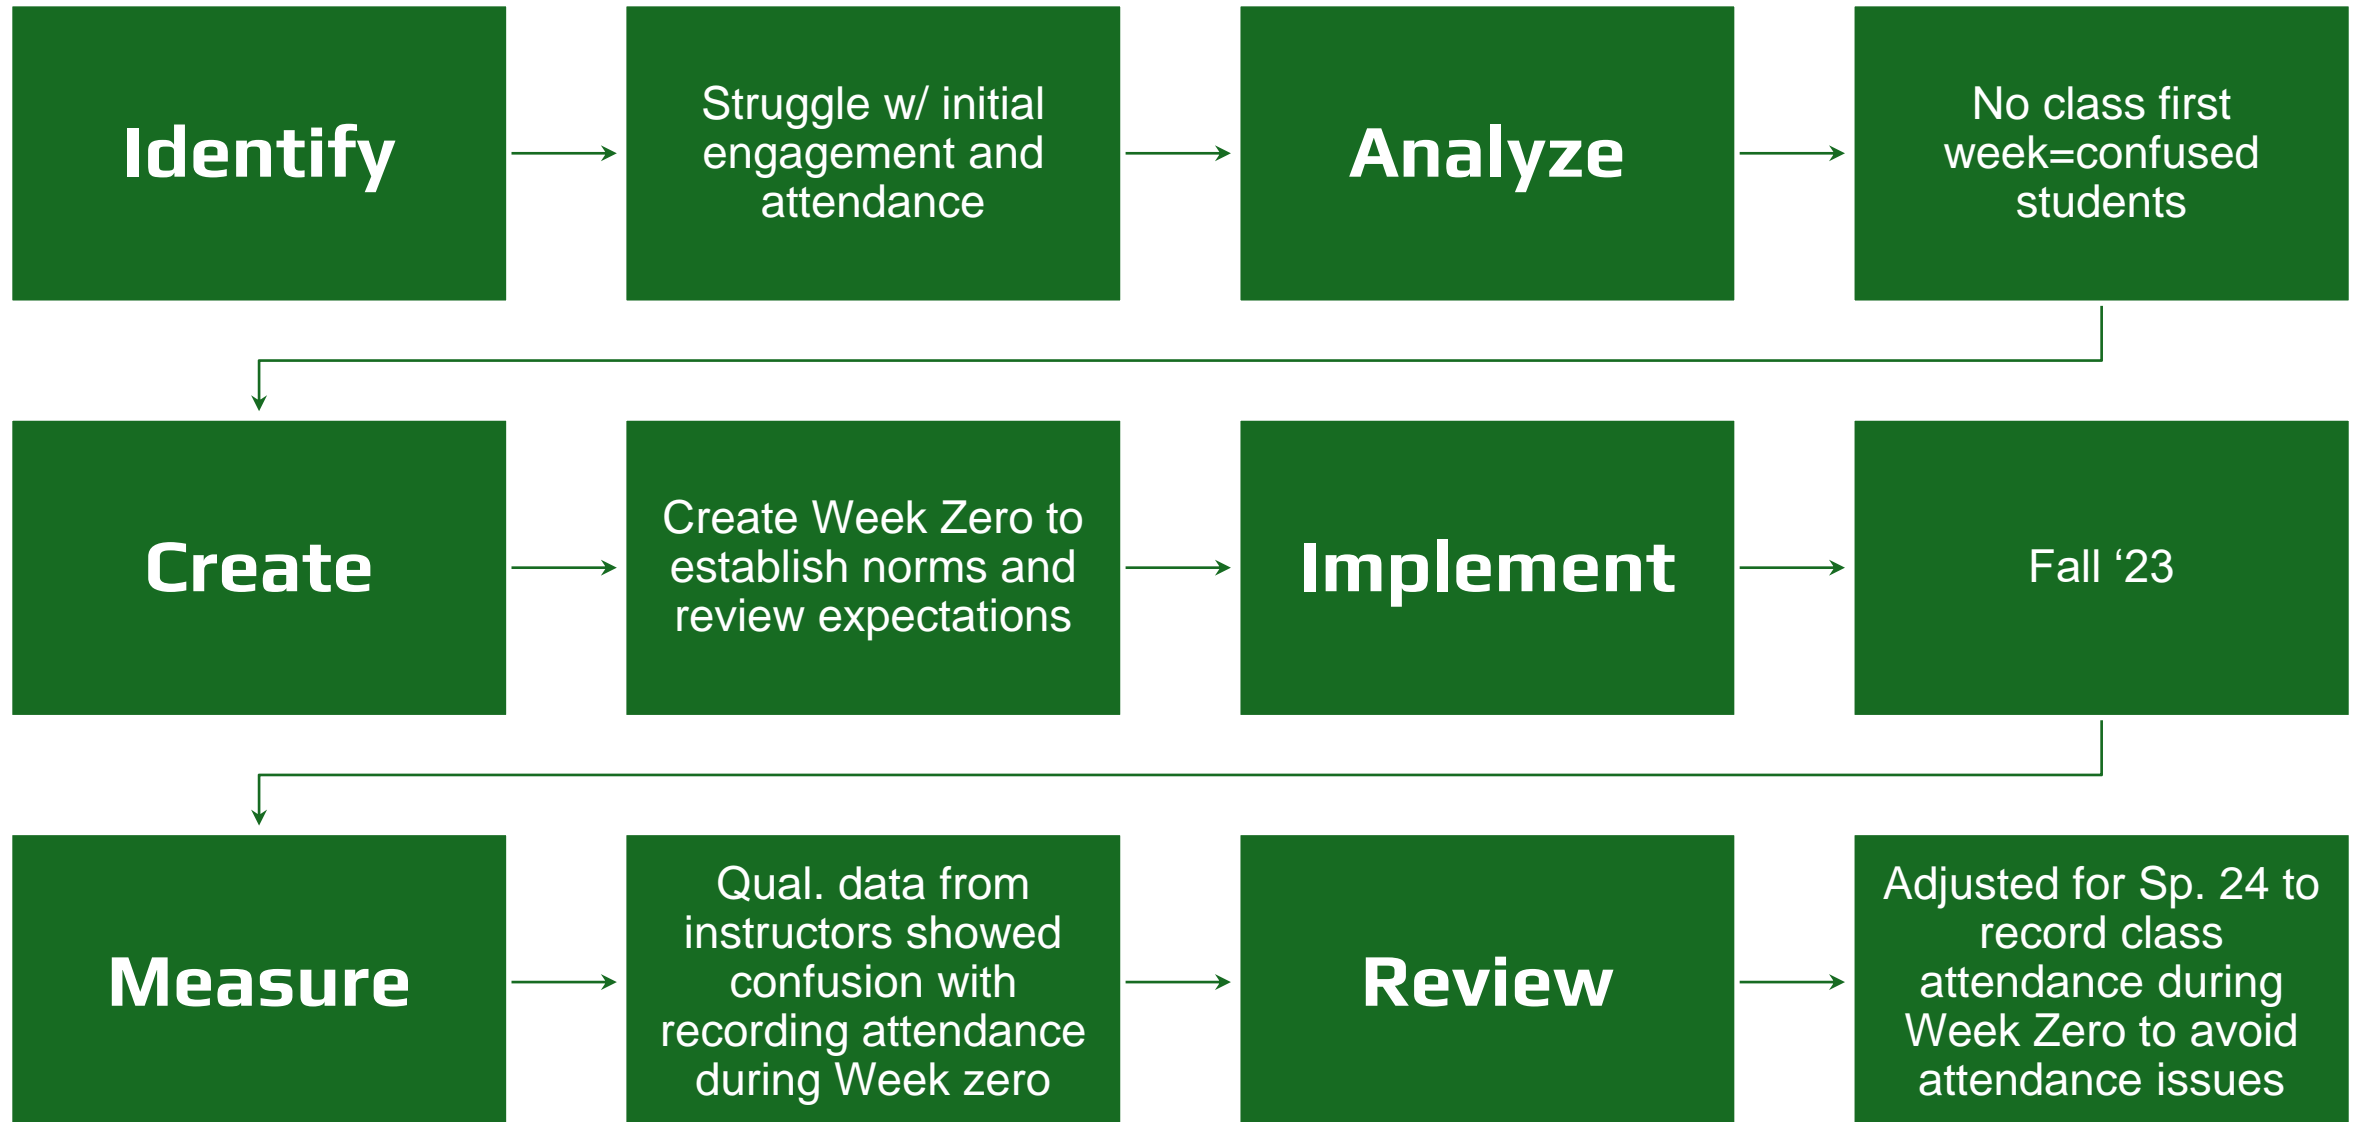 Identify
Struggle w/ initial
engagement and
attendance
Analyze
No class first
week=confused
students
Create
Create Week Zero to
establish norms and
review expectations
Implement
Fall ‘23
Measure
Qual. data from
instructors showed
confusion with
recording attendance
during Week zero
Review
Adjusted for Sp. 24 to
record class
attendance during
Week Zero to avoid
attendance issues